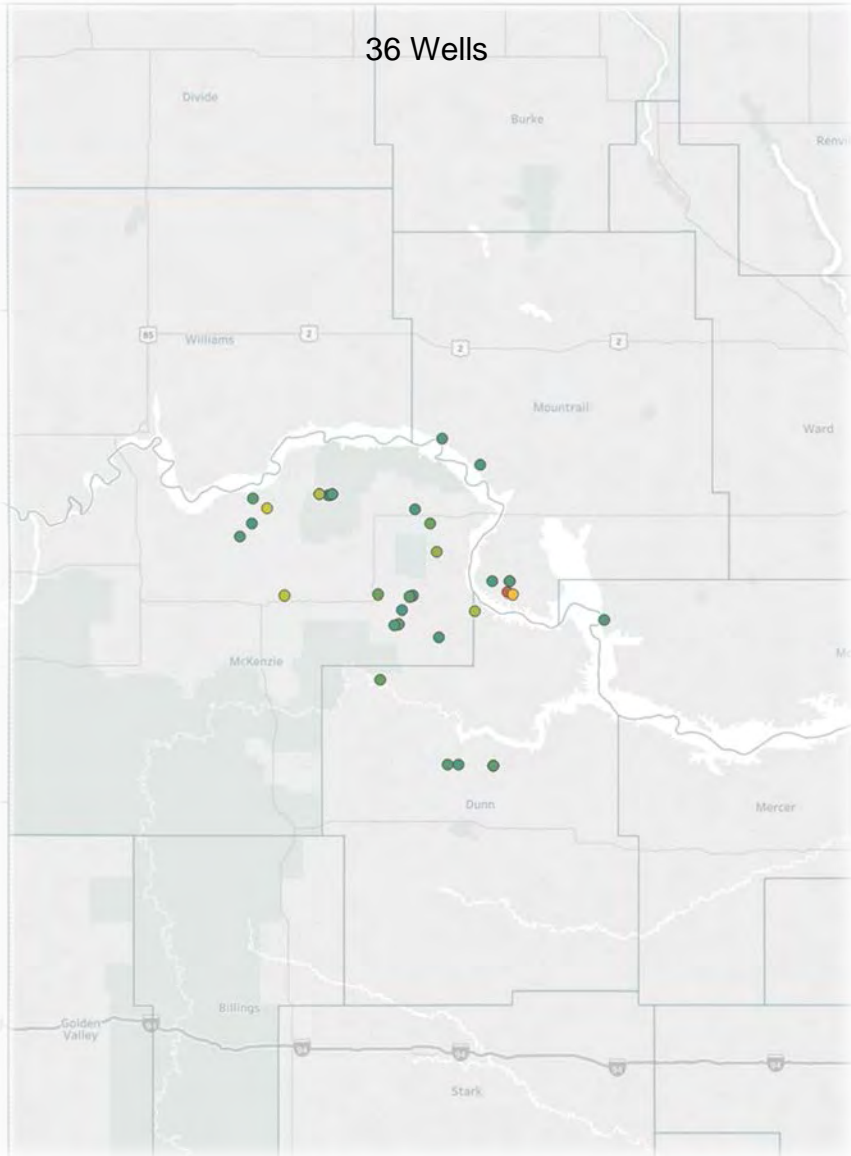 36 Wells
Divide
Burke
Renvi
85
Williams
2
2
2
Mountrail
Ward
McKenzie
Mc
Dunn
Mercer
Billings
Golden
Valley
94
94
94
94
Stark